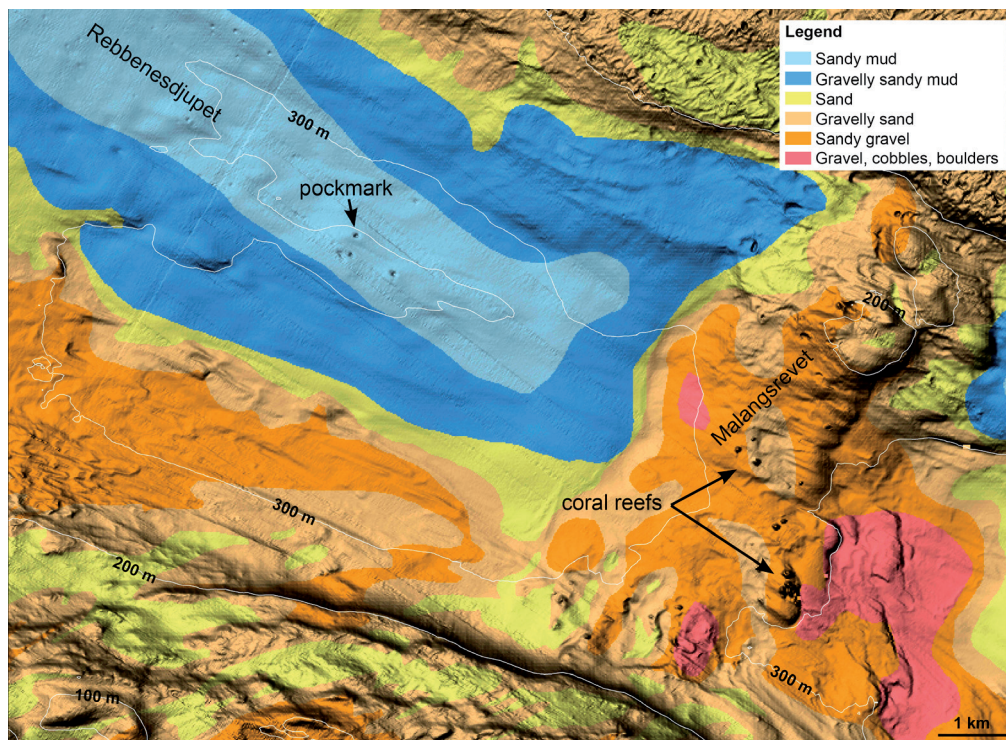 Rebbenesdjupet
300 m
pockmark
Legend
Sandy mud
Gravelly sandy mud
Sand
Gravelly sand
Sandy gravel
Gravel, cobbles, boulders
200 m
Malangsrevet
coral reefs
300 m
200 m
100 m
300 m
1 km